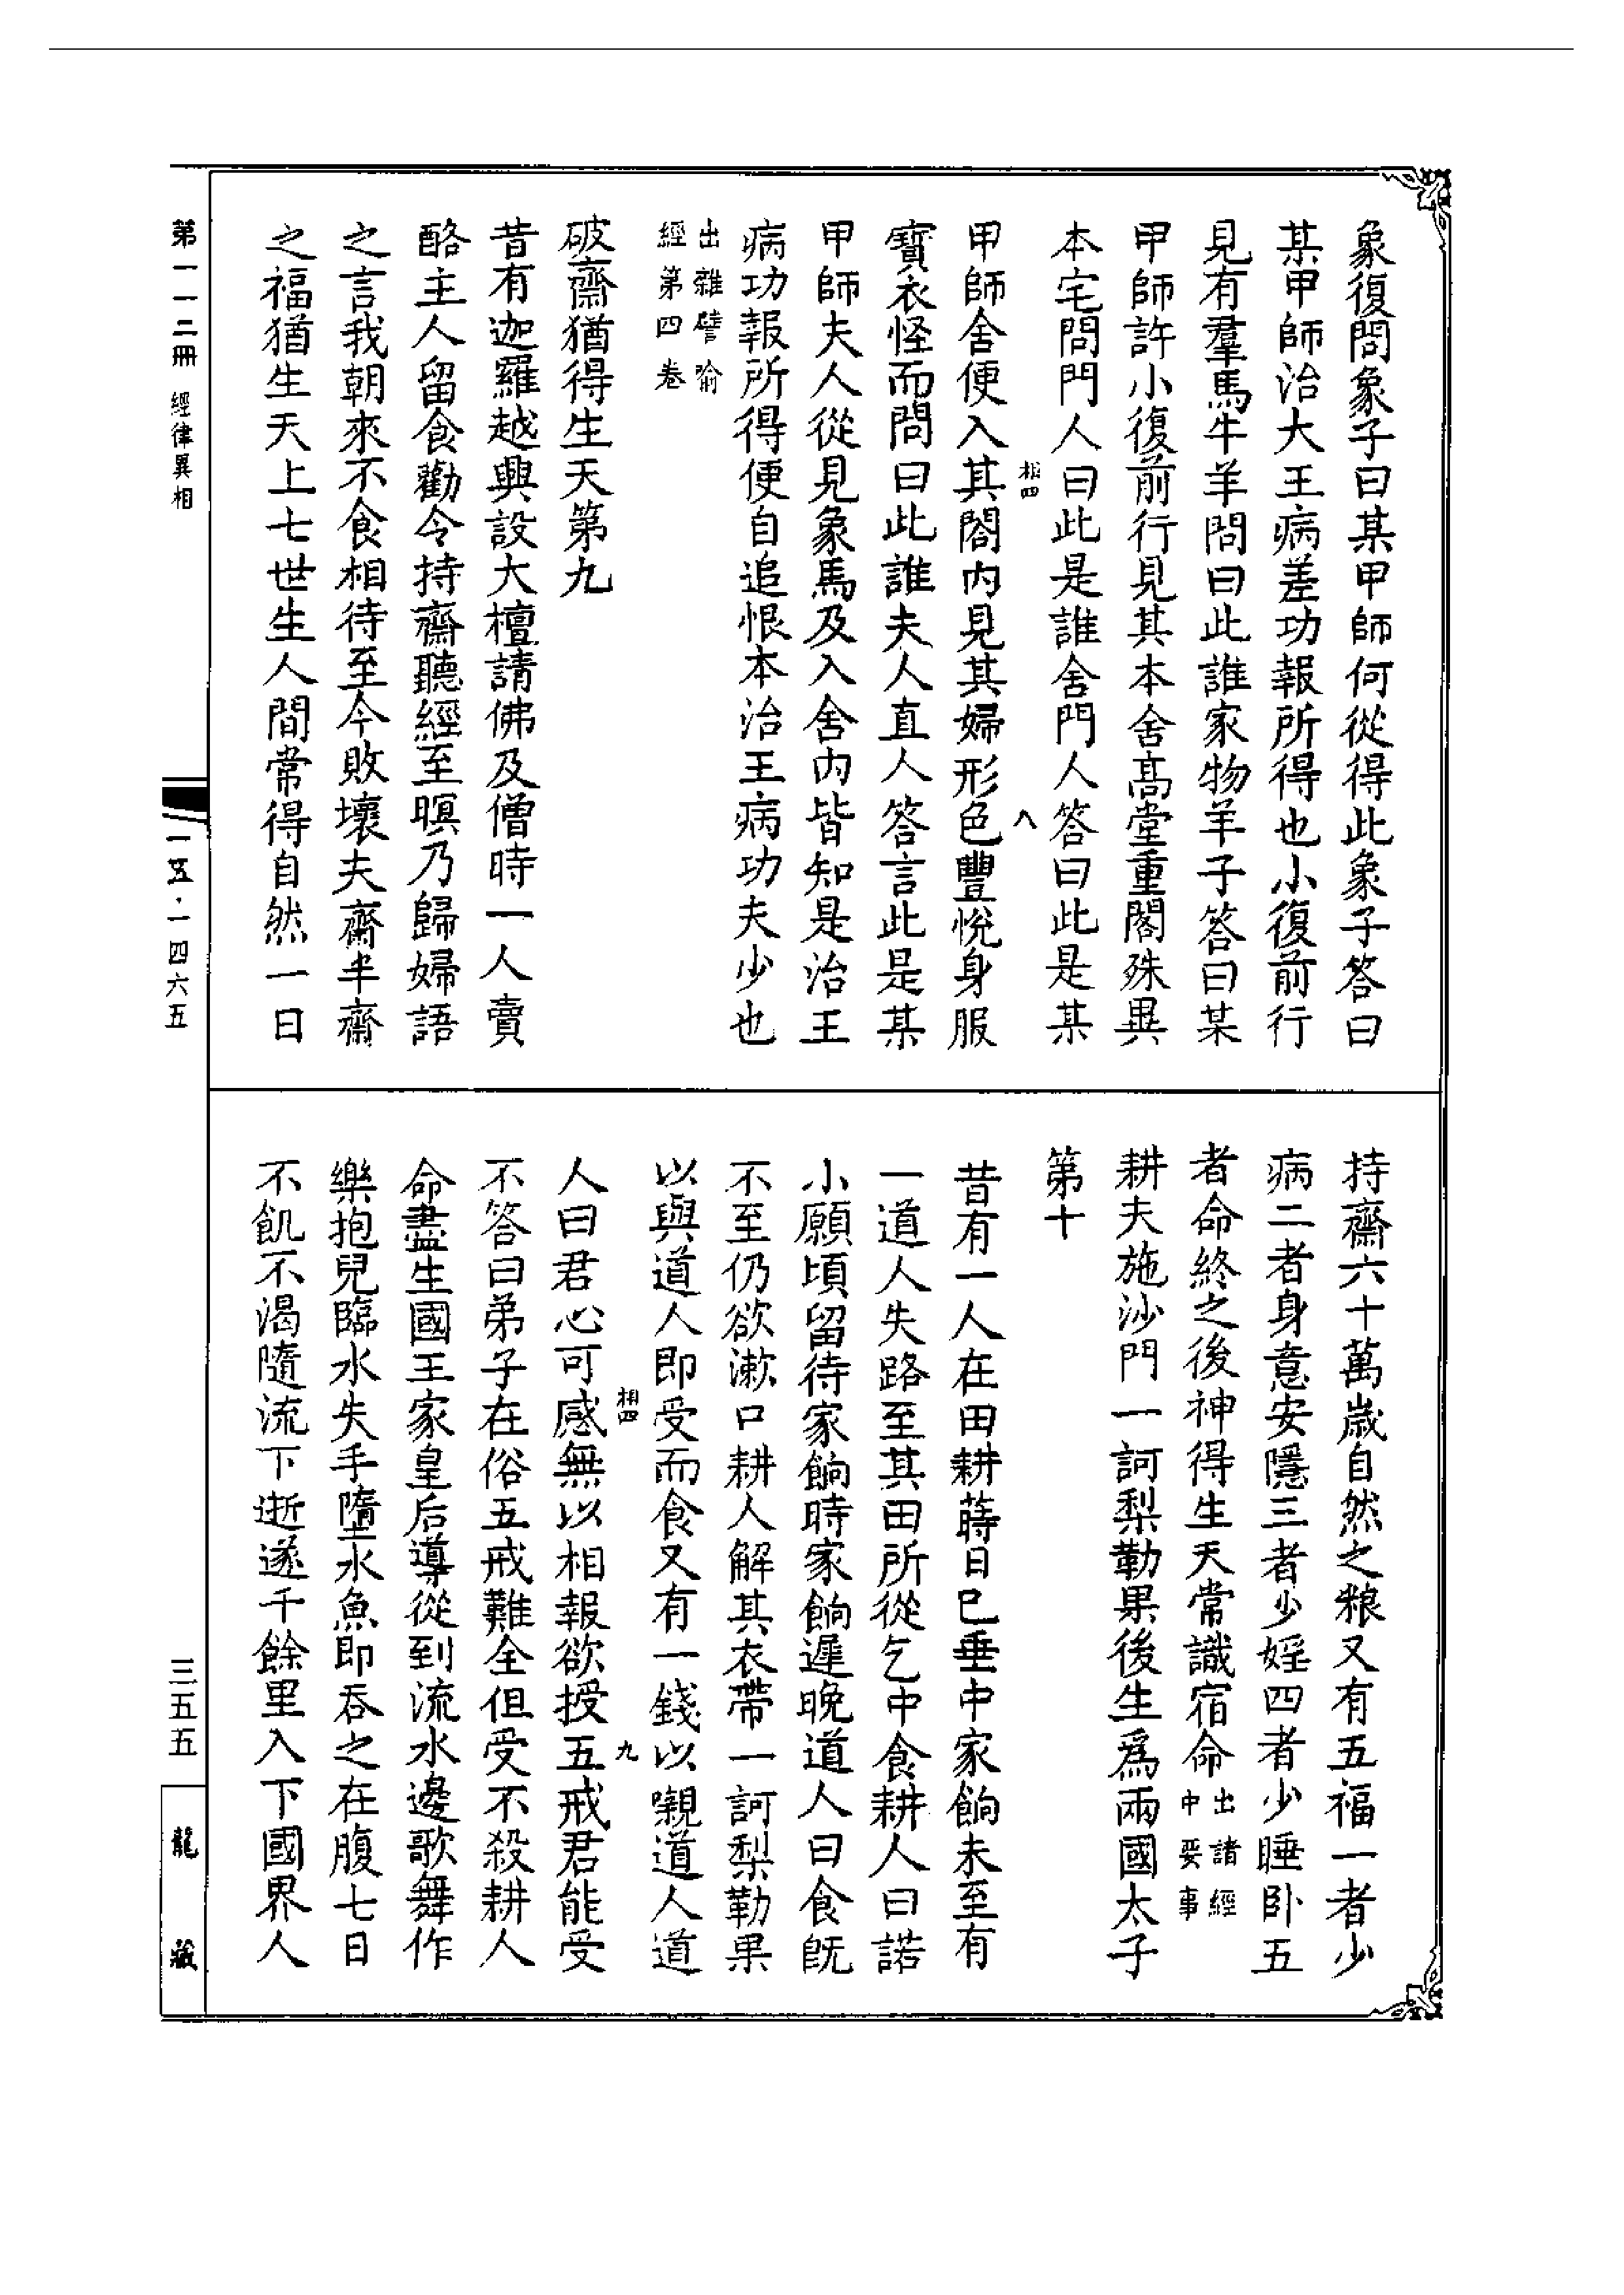 象復問象子曰某甲師何從得此象子答曰
某甲師治大王病差功報所得也小復前行
見有羣馬牛羊問曰此誰家物羊子答曰某
甲師許小復前行見其本舍高堂重閣殊異
本宅問門人曰此是誰舍門人答曰此是某
相四 八
甲師舍便入其閤內見其婦形色豐悅身服
寶衣怪而問曰此誰夫人直人答言此是某
甲師夫人從見象馬及入舍內皆知是治王
病功報所得便自追恨本治王病功夫少也
出雜譬喻
經第四卷
破齋猶得生天第九
昔有迦羅越興設大檀請佛及僧時一人賣
酪主人留食勸令持齋聽經至暝乃歸婦語
之言我朝來不食相待至今敗壞夫齋半齋
之福猶生天上七世生人間常得自然一日
持齋六十萬歲自然之粮又有五福一者少
病二者身意安隱三者少婬四者少睡卧五
者命終之後神得生天常識宿命出諸經
中要事
耕夫施沙門一訶梨勒果後生爲兩國太子
第十
昔有一人在田耕蒔日已垂中家餉未至有
一道人失路至其田所從乞中食耕人曰諾
小願頃留待家餉時家餉遲晚道人曰食既
不至仍欲漱口耕人解其衣帶一訶梨勒果
以與道人即受而食又有一錢以嚫道人道
相四 九
人曰君心可感無以相報欲授五戒君能受
不答曰弟子在俗五戒難全但受不殺耕人
命盡生國王家皇后導從到流水邊歌舞作
樂抱兒臨水失手墮水魚即吞之在腹七日
不飢不渴隨流下逝遂千餘里入下國界人
第一一二冊 經律異相
一五·一四六五
三五五
龍藏